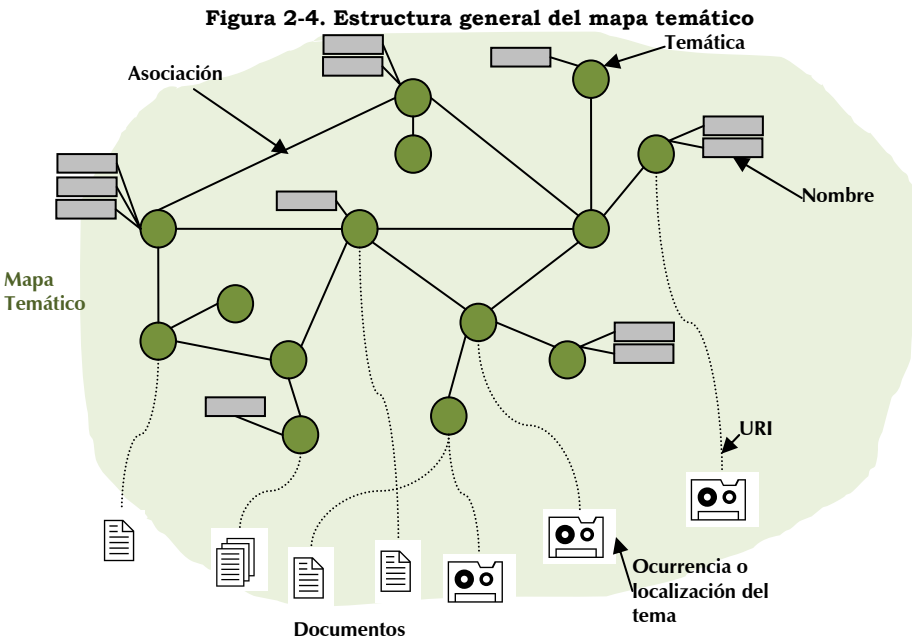 Figura 2-4. Estructura general del mapa temático
Temática
Asociación
Nombre
Mapa
Temático
URI
Ocurrencia o
localización del
tema
Documentos